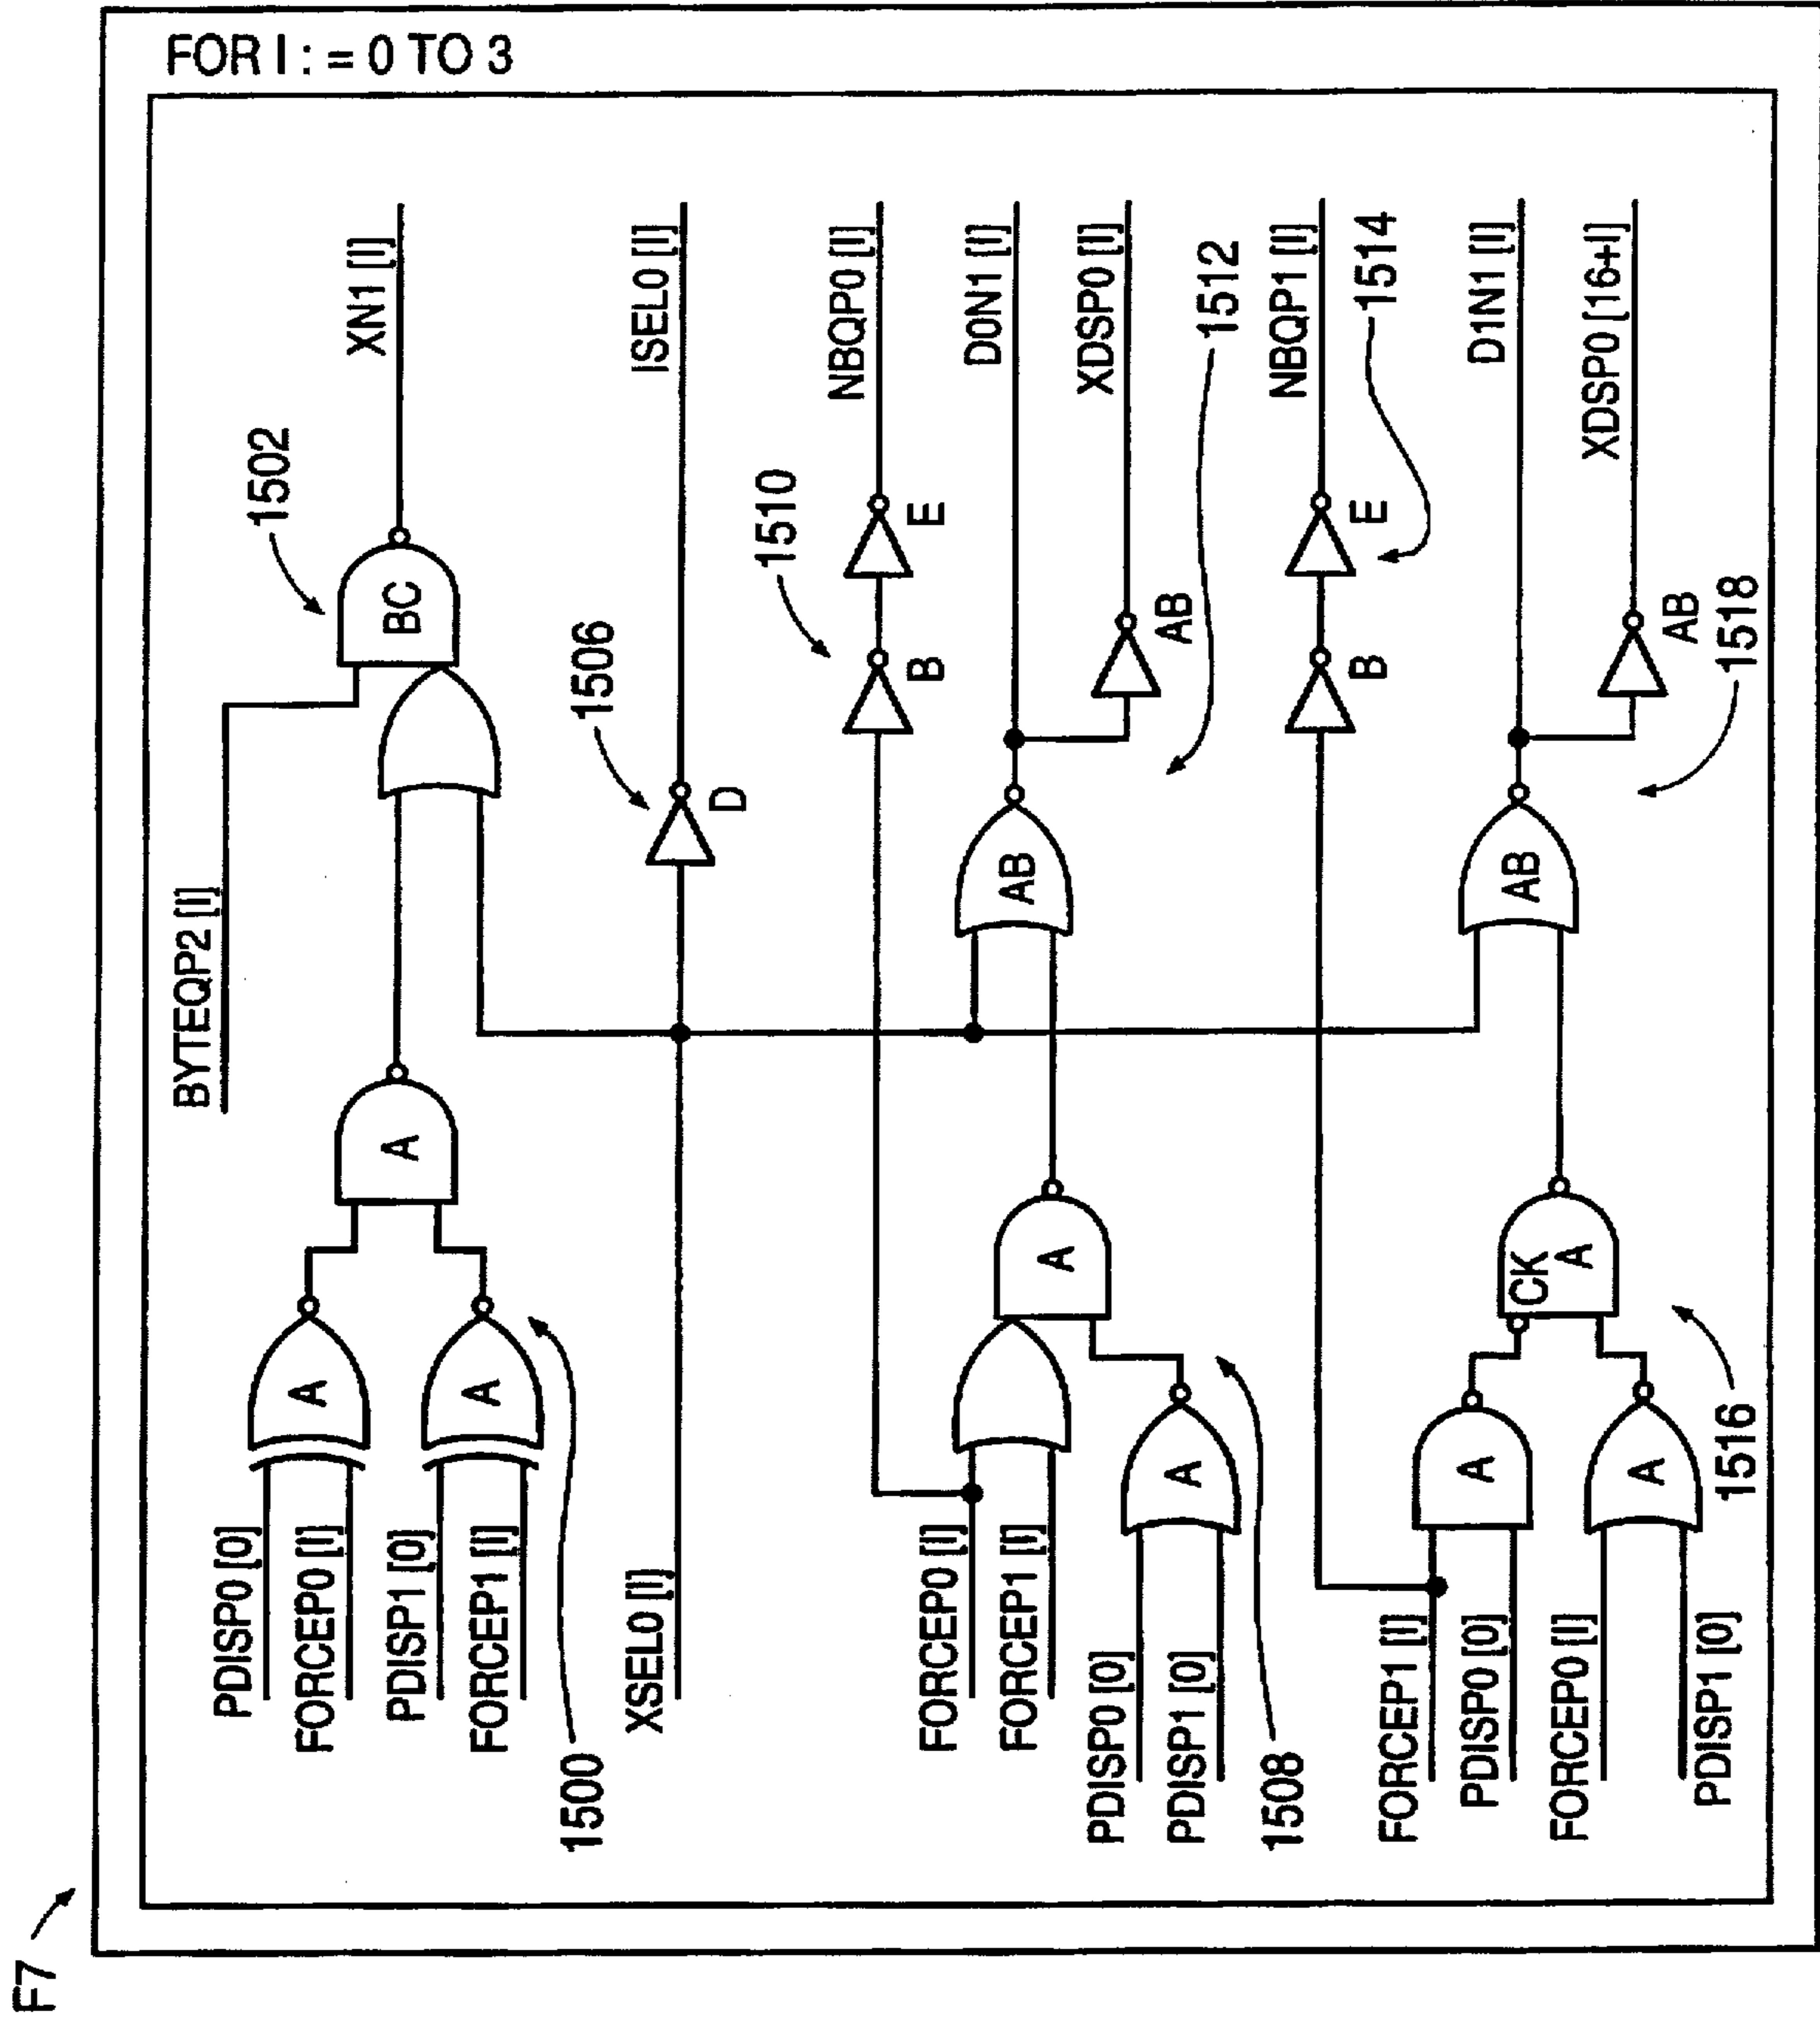 F7
FOR I : = 0 TO 3
BYTEQP2 [I]
1502
PDISP0 [0]
FORCEP0 [I]
PDISP1 [0]
FORCEP1 [I]
A
A
A
BC
XN1 [I]
1500
1506
XSEL0 [I]
D
ISEL0 [I]
1510
B
E
NBQP0 [I]
FORCEP0 [I]
FORCEP1 [I]
PDISP0 [0]
PDISP1 [0]
A
A
AB
D0N1 [I]
AB
XDSP0 [I]
1508
1512
B
E
NBQP1 [I]
1514
FORCEP1 [I]
PDISP0 [0]
FORCEP0 [I]
PDISP1 [0]
A
A
CK
A
AB
D1N1 [I]
AB
XDSP0 [16+I]
1516
1518